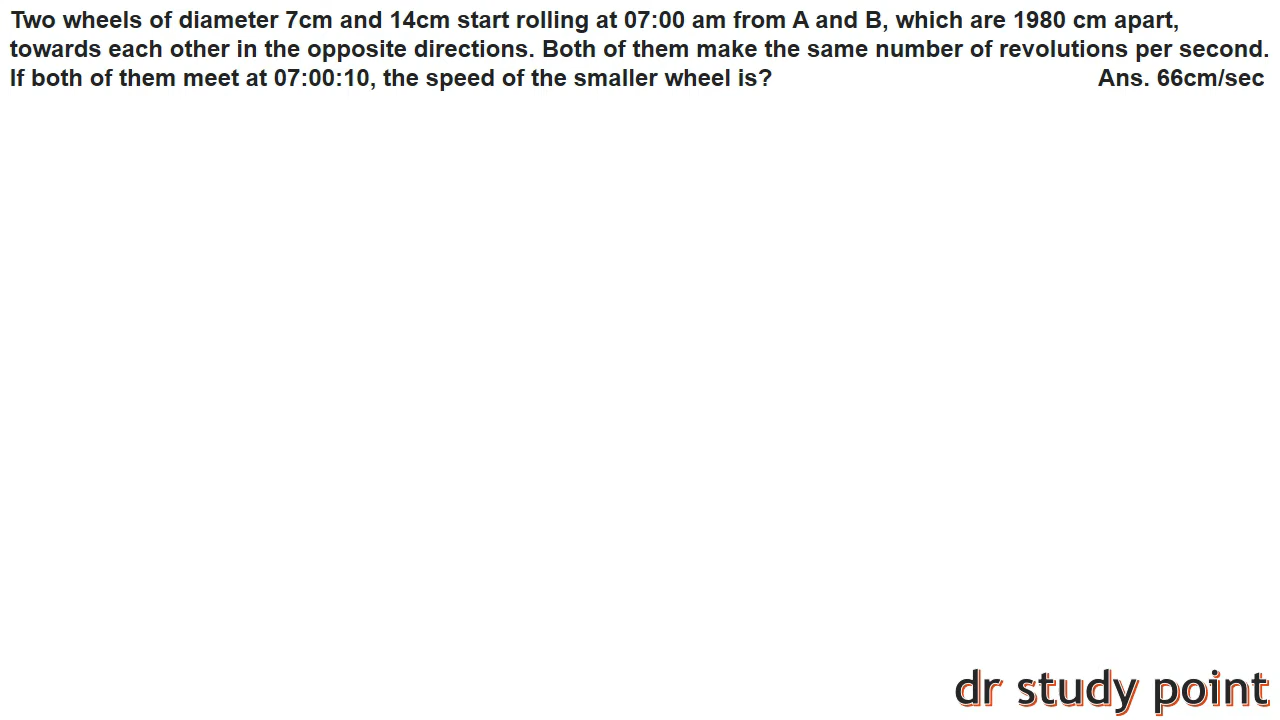 Two wheels of diameter 7cm and 14cm start rolling at 07:00 am from A and B, which are 1980 cm apart,
towards each other in the opposite directions. Both of them make the same number of revolutions per second.
If both of them meet at 07:00:10, the speed of the smaller wheel is? Ans. 66cm/sec
dr study point